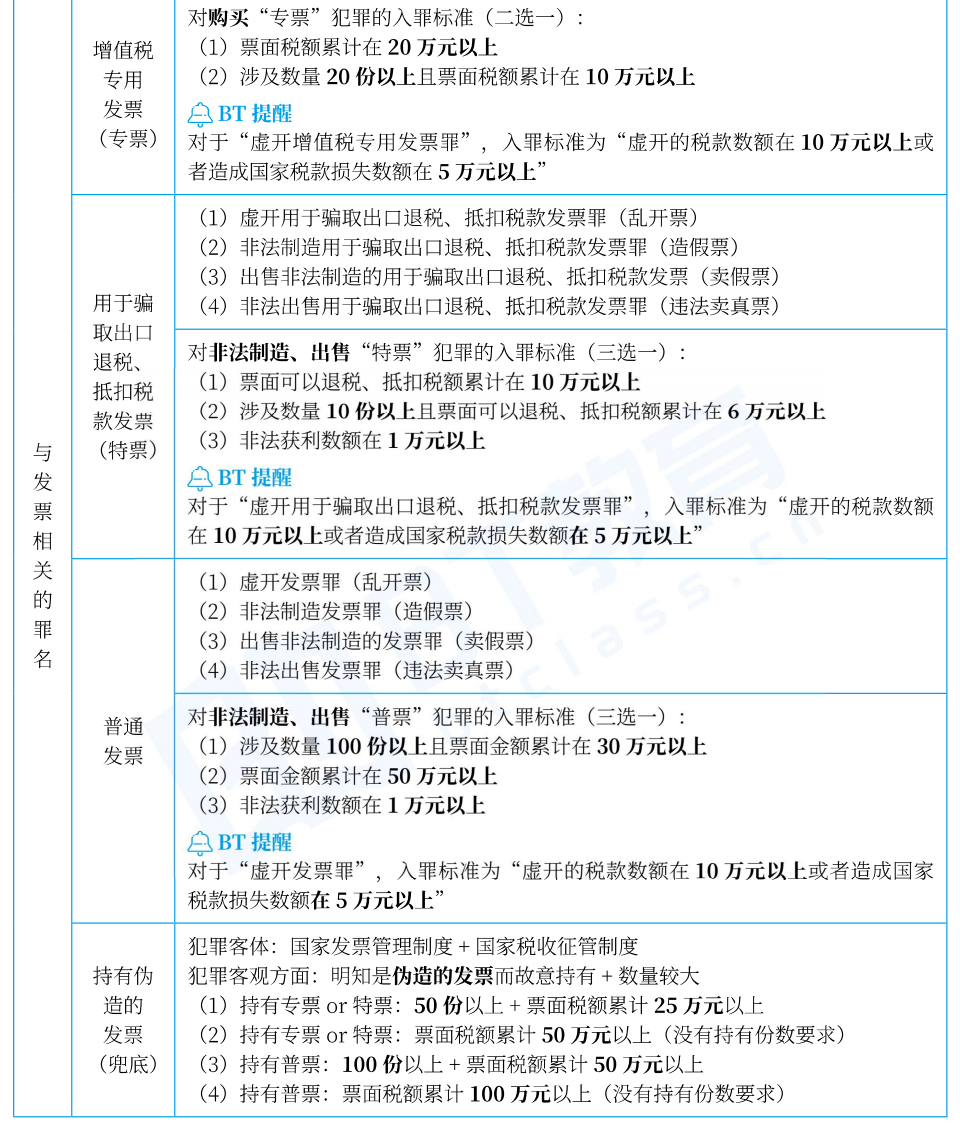 与发票相关的罪名
增值税
专用
发票
（专票）
对购买“专票”犯罪的入罪标准（二选一）:
（1）票面税额累计在 20 万元以上
（2）涉及数量 20 份以上且票面税额累计在 10 万元以上
BT 提醒
对于“虚开增值税专用发票罪”，入罪标准为“虚开的税款数额在 10 万元以上或
者造成国家税款损失数额在 5 万元以上”
用于骗
取出口
退税、
抵扣税
款发票
（特票）
（1）虚开用于骗取出口退税、抵扣税款发票罪（乱开票）
（2）非法制造用于骗取出口退税、抵扣税款发票罪（造假票）
（3）出售非法制造的用于骗取出口退税、抵扣税款发票（卖假票）
（4）非法出售用于骗取出口退税、抵扣税款发票罪（违法卖真票）
对非法制造、出售“特票”犯罪的入罪标准（三选一）:
（1）票面可以退税、抵扣税额累计在 10 万元以上
（2）涉及数量 10 份以上且票面可以退税、抵扣税额累计在 6 万元以上
（3）非法获利数额在 1 万元以上
BT 提醒
对于“虚开用于骗取出口退税、抵扣税款发票罪”，入罪标准为“虚开的税款数额
在 10 万元以上或者造成国家税款损失数额在 5 万元以上”
普通
发票
（1）虚开发票罪（乱开票）
（2）非法制造发票罪（造假票）
（3）出售非法制造的发票罪（卖假票）
（4）非法出售发票罪（违法卖真票）
对非法制造、出售“普票”犯罪的入罪标准（三选一）:
（1）涉及数量 100 份以上且票面金额累计在 30 万元以上
（2）票面金额累计在 50 万元以上
（3）非法获利数额在 1 万元以上
BT 提醒
对于“虚开发票罪”，入罪标准为“虚开的税款数额在 10 万元以上或者造成国家
税款损失数额在 5 万元以上”
持有伪
造的
发票
（兜底）
犯罪客体：国家发票管理制度 + 国家税收征管制度
犯罪客观方面：明知是伪造的发票而故意持有 + 数量较大
（1）持有专票 or 特票：50 份以上 + 票面税额累计 25 万元以上
（2）持有专票 or 特票：票面税额累计 50 万元以上（没有持有份数要求）
（3）持有普票：100 份以上 + 票面税额累计 50 万元以上
（4）持有普票：票面税额累计 100 万元以上（没有持有份数要求）
BT教育
btclass.cn